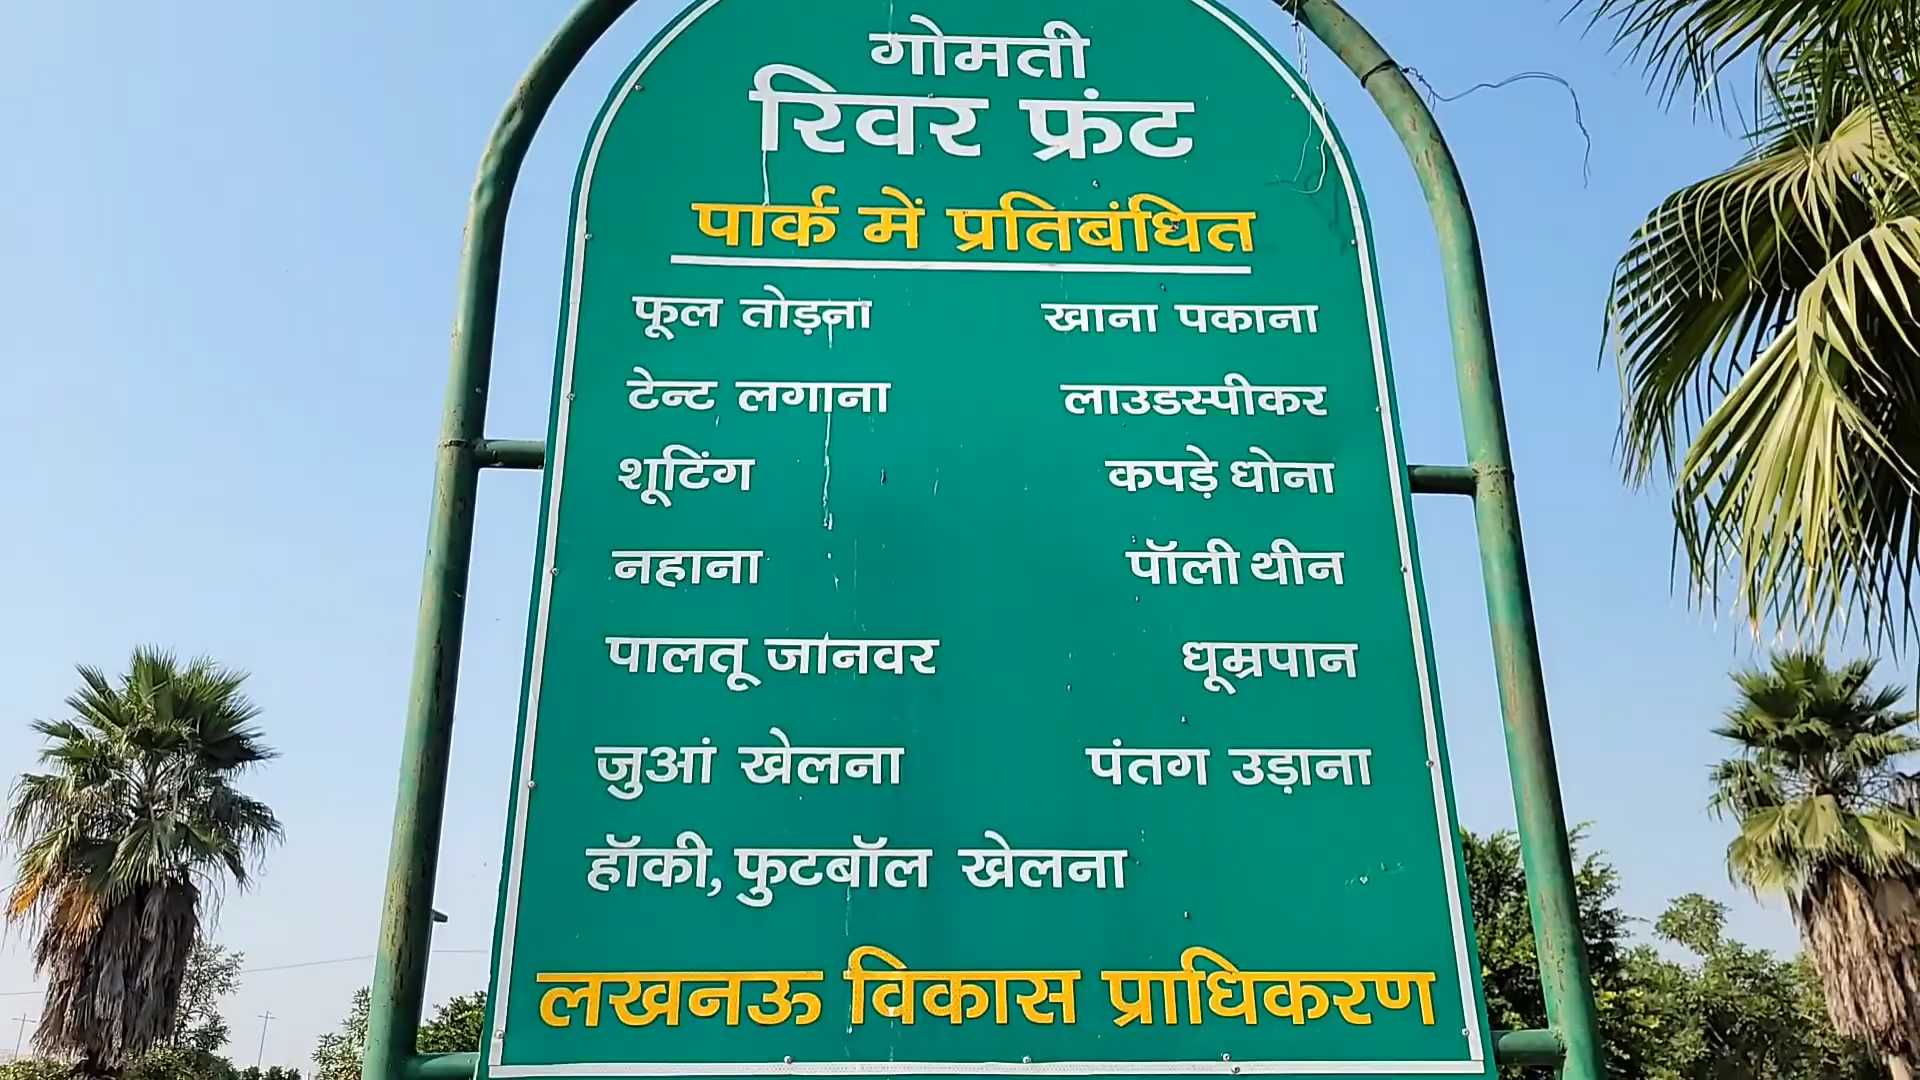 गोमती
रिवर फ्रंट
पार्क में प्रतिबंधित
फूल तोड़ना खाना पकाना
टेन्ट लगाना लाउडस्पीकर
शूटिंग कपड़े धोना
नहाना पॉलीथीन
पालतू जानवर धूम्रपान
जुआं खेलना पंतग उड़ाना
हॉकी, फुटबॉल खेलना
लखनऊ विकास प्राधिकरण